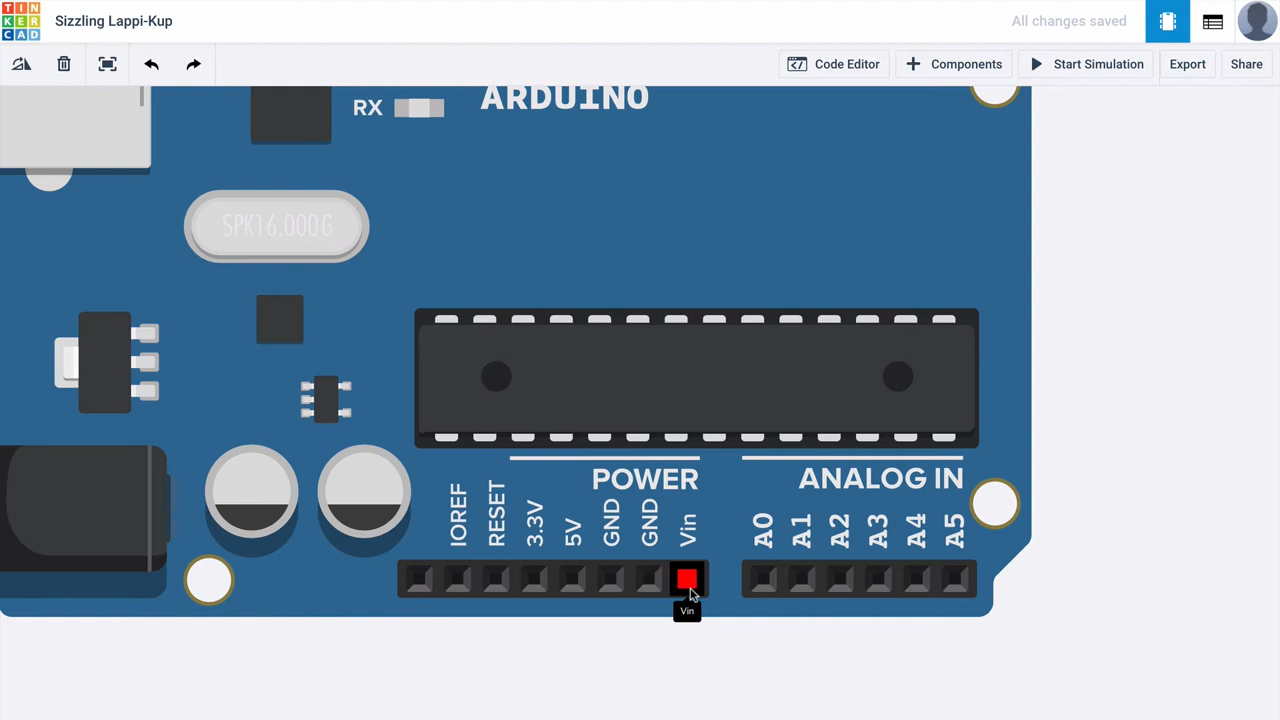 TIN
KER
CAD
Sizzling Lappi-Kup
All changes saved
Code Editor
Components
Start Simulation
Export
Share
RX
ARDUINO
SPK16.000G
POWER
ANALOG IN
IOREF
RESET
3.3V
5V
GND
GND
Vin
A0
A1
A2
A3
A4
A5
Vin